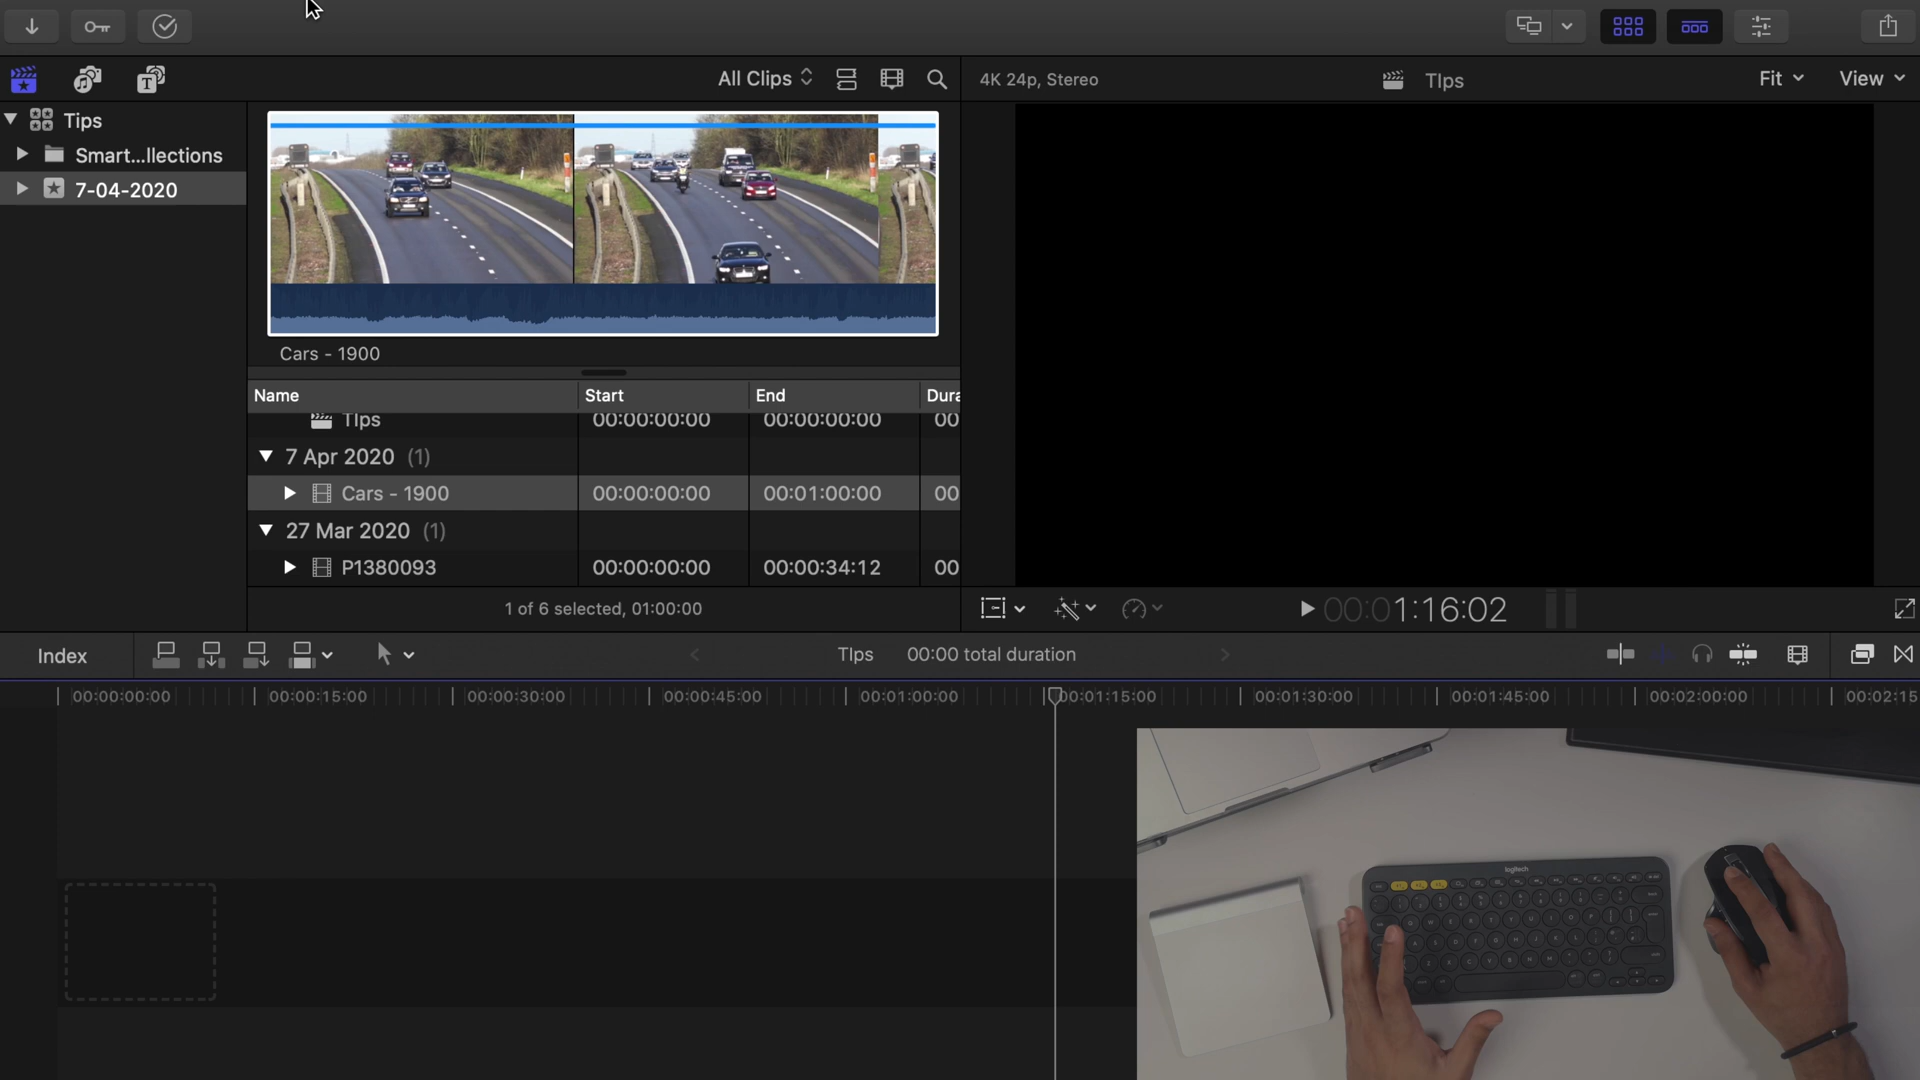 All Clips
4K 24p, Stereo
TIps
Fit
View
Tips
Smart...llections
7-04-2020
Cars - 1900
Name Start End Dura
TIps 00:00:00:00 00:00:00:00 00
7 Apr 2020 (1)
Cars - 1900 00:00:00:00 00:01:00:00 00
27 Mar 2020 (1)
P1380093 00:00:00:00 00:00:34:12 00
1 of 6 selected, 01:00:00
00:01:16:02
Index
TIps 00:00 total duration
00:00:00:00 00:00:15:00 00:00:30:00 00:00:45:00 00:01:00:00 00:01:15:00 00:01:30:00 00:01:45:00 00:02:00:00 00:02:15
logitech